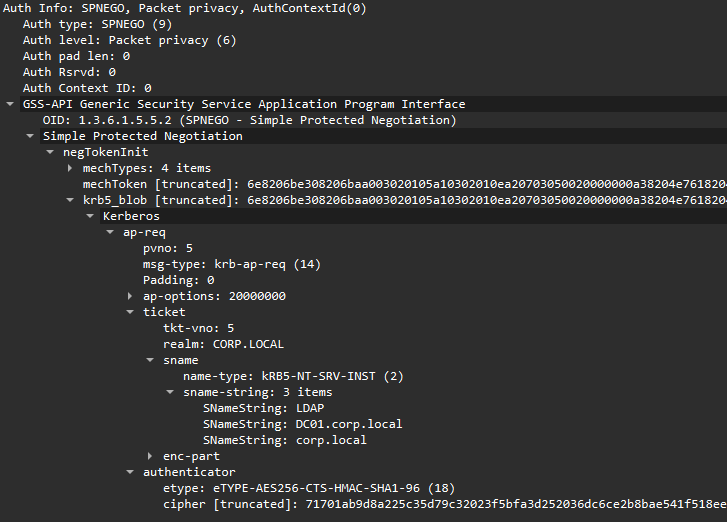 Auth Info: SPNEGO, Packet privacy, AuthContextId(0)
Auth type: SPNEGO (9)
Auth level: Packet privacy (6)
Auth pad len: 0
Auth Rsrvd: 0
Auth Context ID: 0
GSS-API Generic Security Service Application Program Interface
OID: 1.3.6.1.5.5.2 (SPNEGO - Simple Protected Negotiation)
Simple Protected Negotiation
negTokenInit
mechTypes: 4 items
mechToken [truncated]: 6e8206be308206baa003020105a10302010ea20703050020000000a38204e7618204
krb5_blob [truncated]: 6e8206be308206baa003020105a10302010ea20703050020000000a38204e7618204
Kerberos
ap-req
pvno: 5
msg-type: krb-ap-req (14)
Padding: 0
ap-options: 20000000
ticket
tkt-vno: 5
realm: CORP.LOCAL
sname
name-type: kRB5-NT-SRV-INST (2)
sname-string: 3 items
SNameString: LDAP
SNameString: DC01.corp.local
SNameString: corp.local
enc-part
authenticator
etype: eTYPE-AES256-CTS-HMAC-SHA1-96 (18)
cipher [truncated]: 71701ab9d8a225c35d79c32023f5bfa3d252036dc6ce2b8bae541f518ee